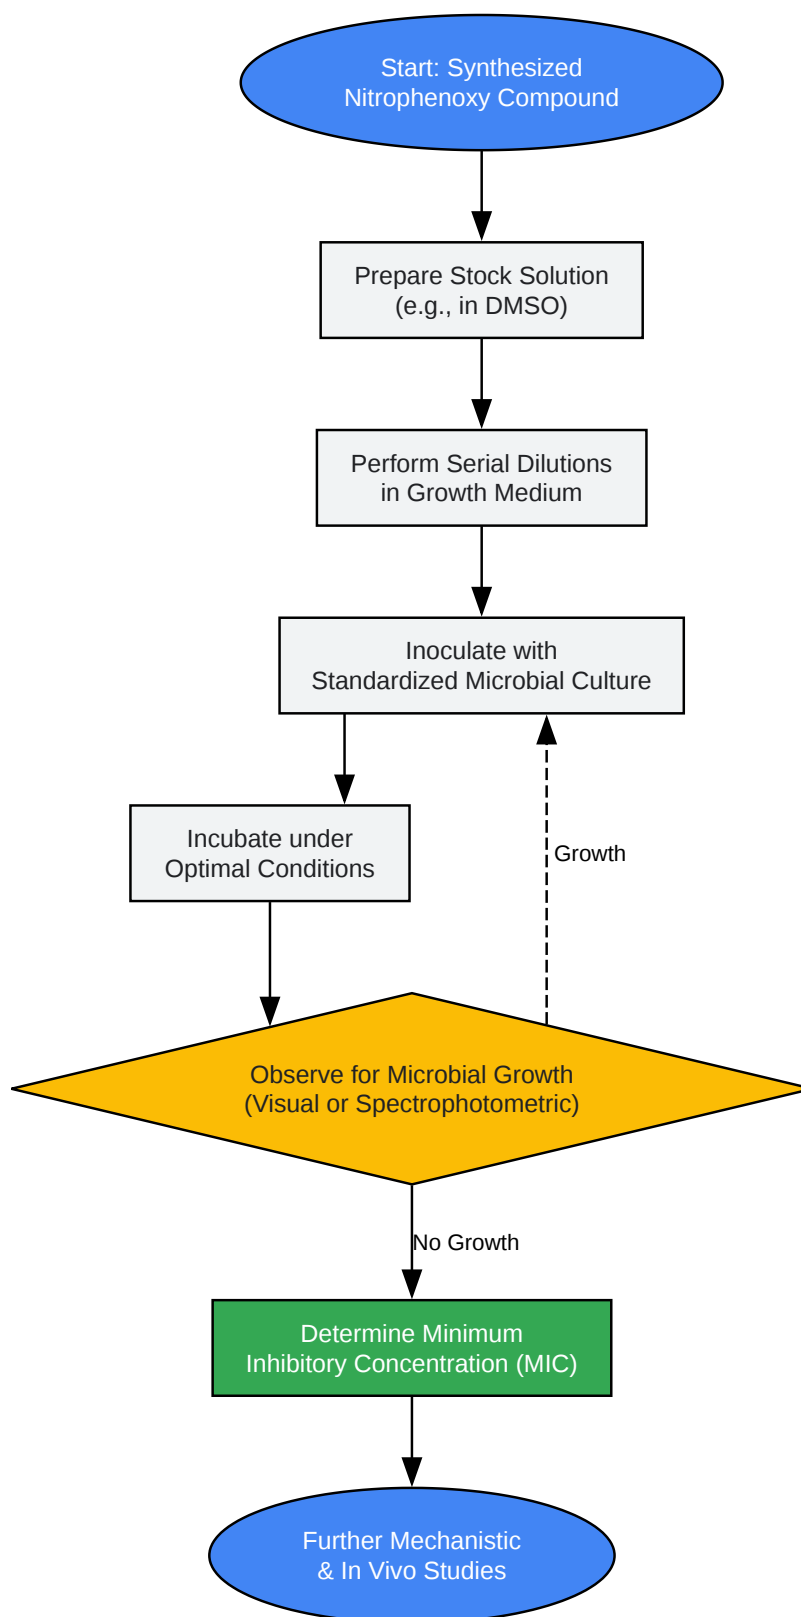 Start: Synthesized
Nitrophenoxy Compound
Prepare Stock Solution
(e.g., in DMSO)
Perform Serial Dilutions
in Growth Medium
Inoculate with
Standardized Microbial Culture
Incubate under
Optimal Conditions
Growth
Observe for Microbial Growth
(Visual or Spectrophotometric)
No Growth
Determine Minimum
Inhibitory Concentration (MIC)
Further Mechanistic
& In Vivo Studies